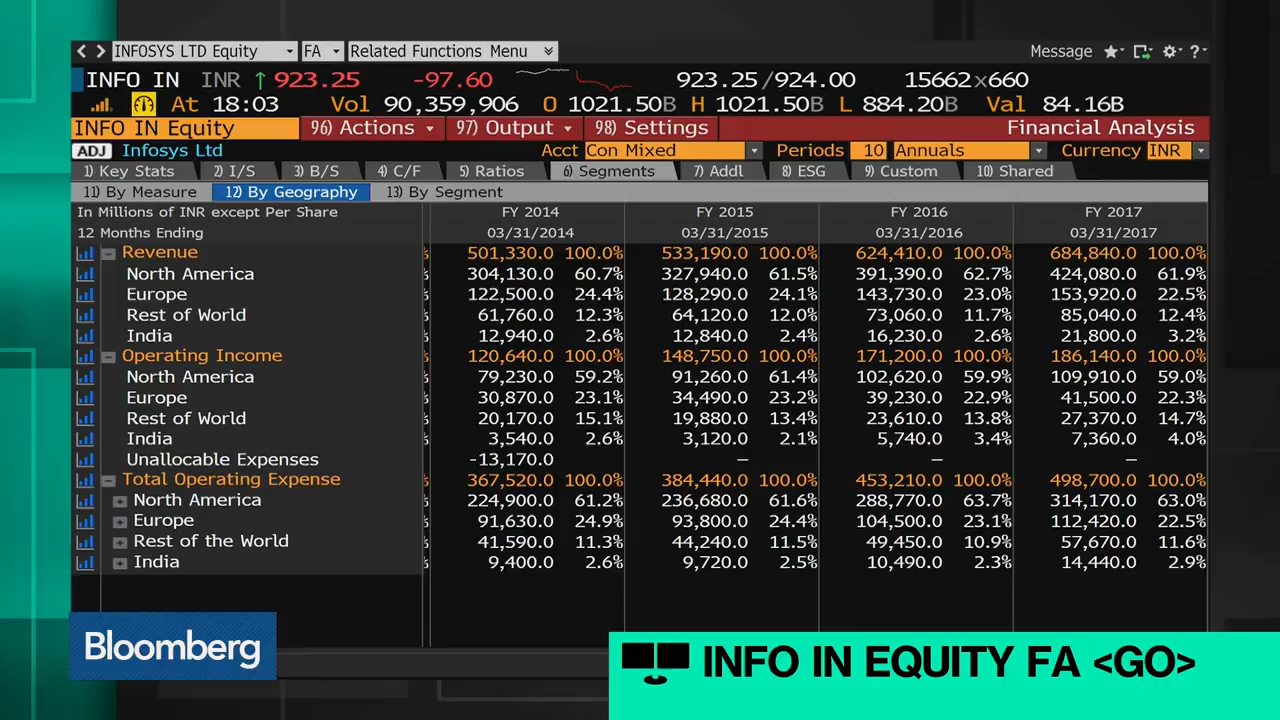 INFOSYS LTD Equity FA Related Functions Menu Message ?
INFO IN INR ↑ 923.25 -97.60 923.25/924.00 15662x660
At 18:03 Vol 90,359,906 O 1021.50B H 1021.50B L 884.20B Val 84.16B
INFO IN Equity 96) Actions 97) Output 98) Settings Financial Analysis
ADJ Infosys Ltd Acct Con Mixed Periods 10 Annuals Currency INR
1) Key Stats 2) I/S 3) B/S 4) C/F 5) Ratios 6) Segments 7) Addl 8) ESG 9) Custom 10) Shared
11) By Measure 12) By Geography 13) By Segment
In Millions of INR except Per Share FY 2014 FY 2015 FY 2016 FY 2017
12 Months Ending 03/31/2014 03/31/2015 03/31/2016 03/31/2017
Revenue 501,330.0 100.0% 533,190.0 100.0% 624,410.0 100.0% 684,840.0 100.0%
North America 304,130.0 60.7% 327,940.0 61.5% 391,390.0 62.7% 424,080.0 61.9%
Europe 122,500.0 24.4% 128,290.0 24.1% 143,730.0 23.0% 153,920.0 22.5%
Rest of World 61,760.0 12.3% 64,120.0 12.0% 73,060.0 11.7% 85,040.0 12.4%
India 12,940.0 2.6% 12,840.0 2.4% 16,230.0 2.6% 21,800.0 3.2%
Operating Income 120,640.0 100.0% 148,750.0 100.0% 171,200.0 100.0% 186,140.0 100.0%
North America 79,230.0 59.2% 91,260.0 61.4% 102,620.0 59.9% 109,910.0 59.0%
Europe 30,870.0 23.1% 34,490.0 23.2% 39,230.0 22.9% 41,500.0 22.3%
Rest of World 20,170.0 15.1% 19,880.0 13.4% 23,610.0 13.8% 27,370.0 14.7%
India 3,540.0 2.6% 3,120.0 2.1% 5,740.0 3.4% 7,360.0 4.0%
Unallocable Expenses -13,170.0 — — —
Total Operating Expense 367,520.0 100.0% 384,440.0 100.0% 453,210.0 100.0% 498,700.0 100.0%
North America 224,900.0 61.2% 236,680.0 61.6% 288,770.0 63.7% 314,170.0 63.0%
Europe 91,630.0 24.9% 93,800.0 24.4% 104,500.0 23.1% 112,420.0 22.5%
Rest of the World 41,590.0 11.3% 44,240.0 11.5% 49,450.0 10.9% 57,670.0 11.6%
India 9,400.0 2.6% 9,720.0 2.5% 10,490.0 2.3% 14,440.0 2.9%
Bloomberg
INFO IN EQUITY FA <GO>